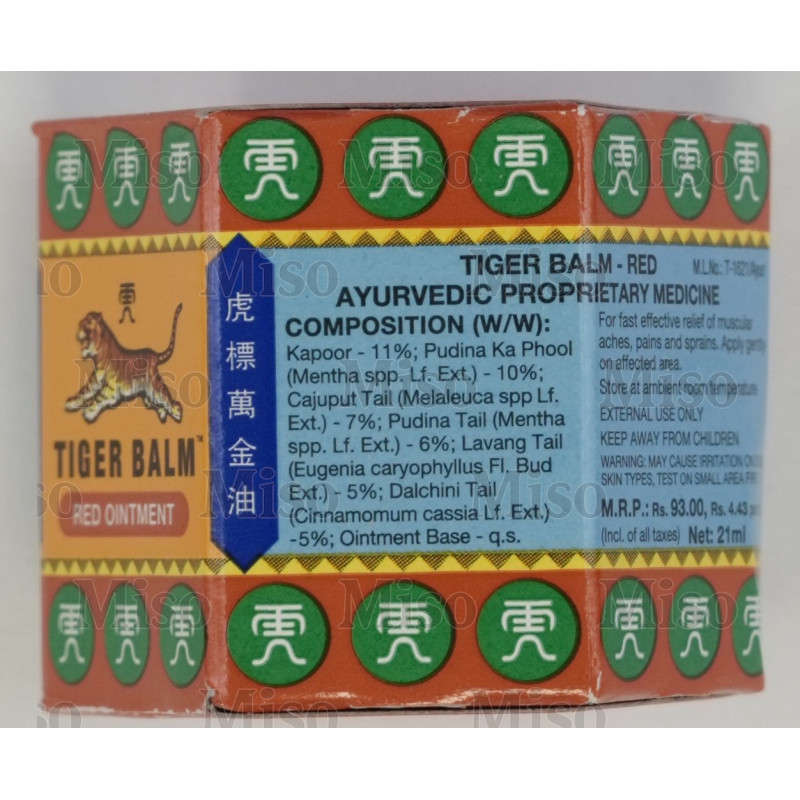 TIGER BALM™
RED OINTMENT
虎標萬金油
TIGER BALM - RED
AYURVEDIC PROPRIETARY MEDICINE
COMPOSITION (W/W):
Kapoor - 11%; Pudina Ka Phool
(Mentha spp. Lf. Ext.) - 10%;
Cajuput Tail (Melaleuca spp Lf.
Ext.) - 7%; Pudina Tail (Mentha
spp. Lf. Ext.) - 6%; Lavang Tail
(Eugenia caryophyllus Fl. Bud
Ext.) - 5%; Dalchini Tail
(Cinnamomum cassia Lf. Ext.)
-5%; Ointment Base - q.s.
M.L.No.: T-1621/Ayur
For fast effective relief of muscular
aches, pains and sprains. Apply gently
on affected area.
Store at ambient room temperature
EXTERNAL USE ONLY
KEEP AWAY FROM CHILDREN
WARNING: MAY CAUSE IRRITATION ON
SKIN TYPES, TEST ON SMALL AREA
M.R.P.: Rs. 93.00, Rs. 4.43
(Incl. of all taxes) Net: 21ml
Miso